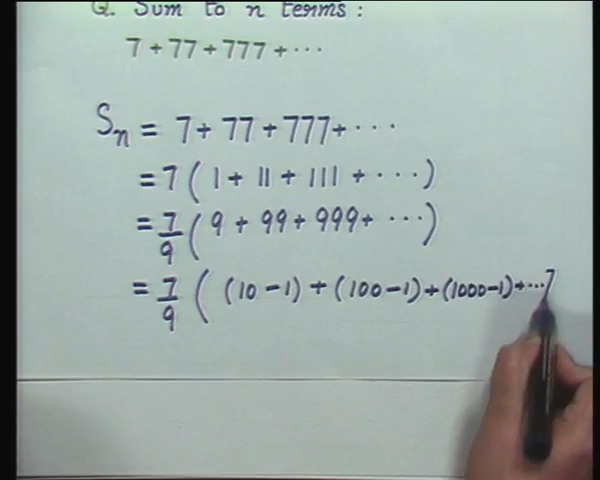 Q. Sum to n terms :
7 + 77 + 777 + ...
Sn = 7 + 77 + 777 + ...
= 7 ( 1 + 11 + 111 + ... )
= 7/9 ( 9 + 99 + 999 + ... )
= 7/9 ( (10 - 1) + (100 - 1) + (1000 - 1) + ...